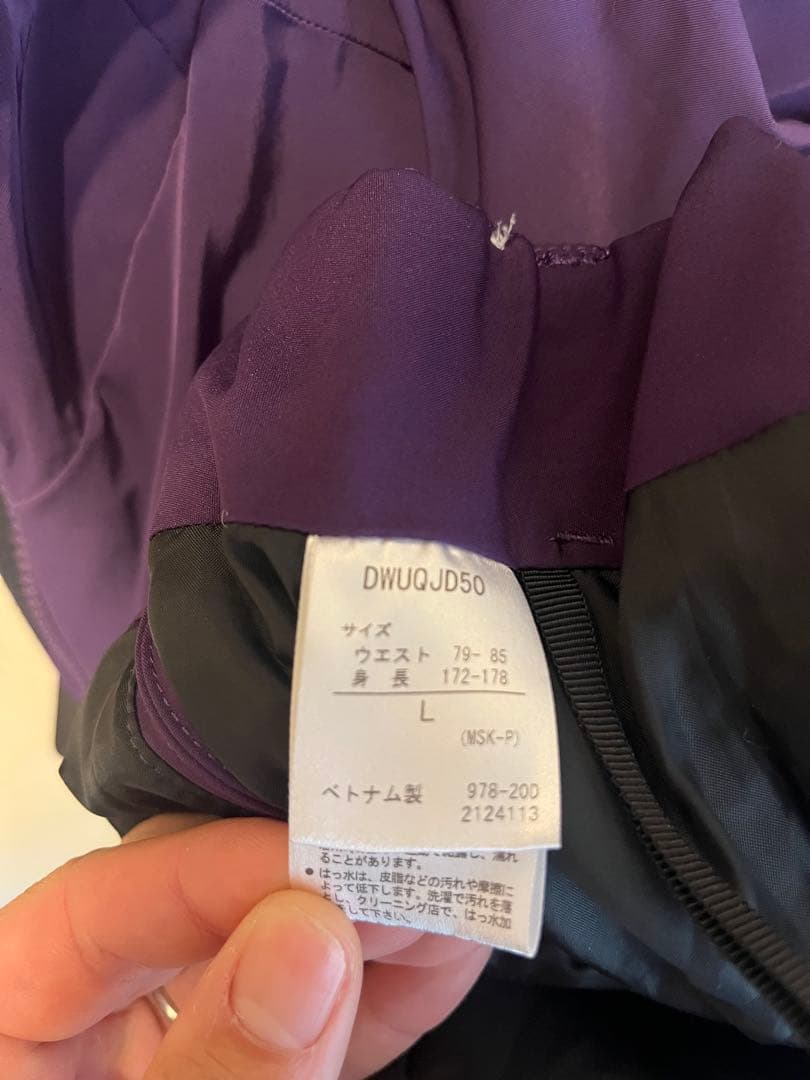 DWUQJD50
サイズ
ウエスト 79- 85
身 長 172-178
L
(MSK-P)
ベトナム製 978-20D
2124113
ることがあります。
● はっ水は、皮脂などの汚れや摩擦に
よって低下します。洗濯で汚れを落
とし、クリーニング店で、はっ水加
して下さい。